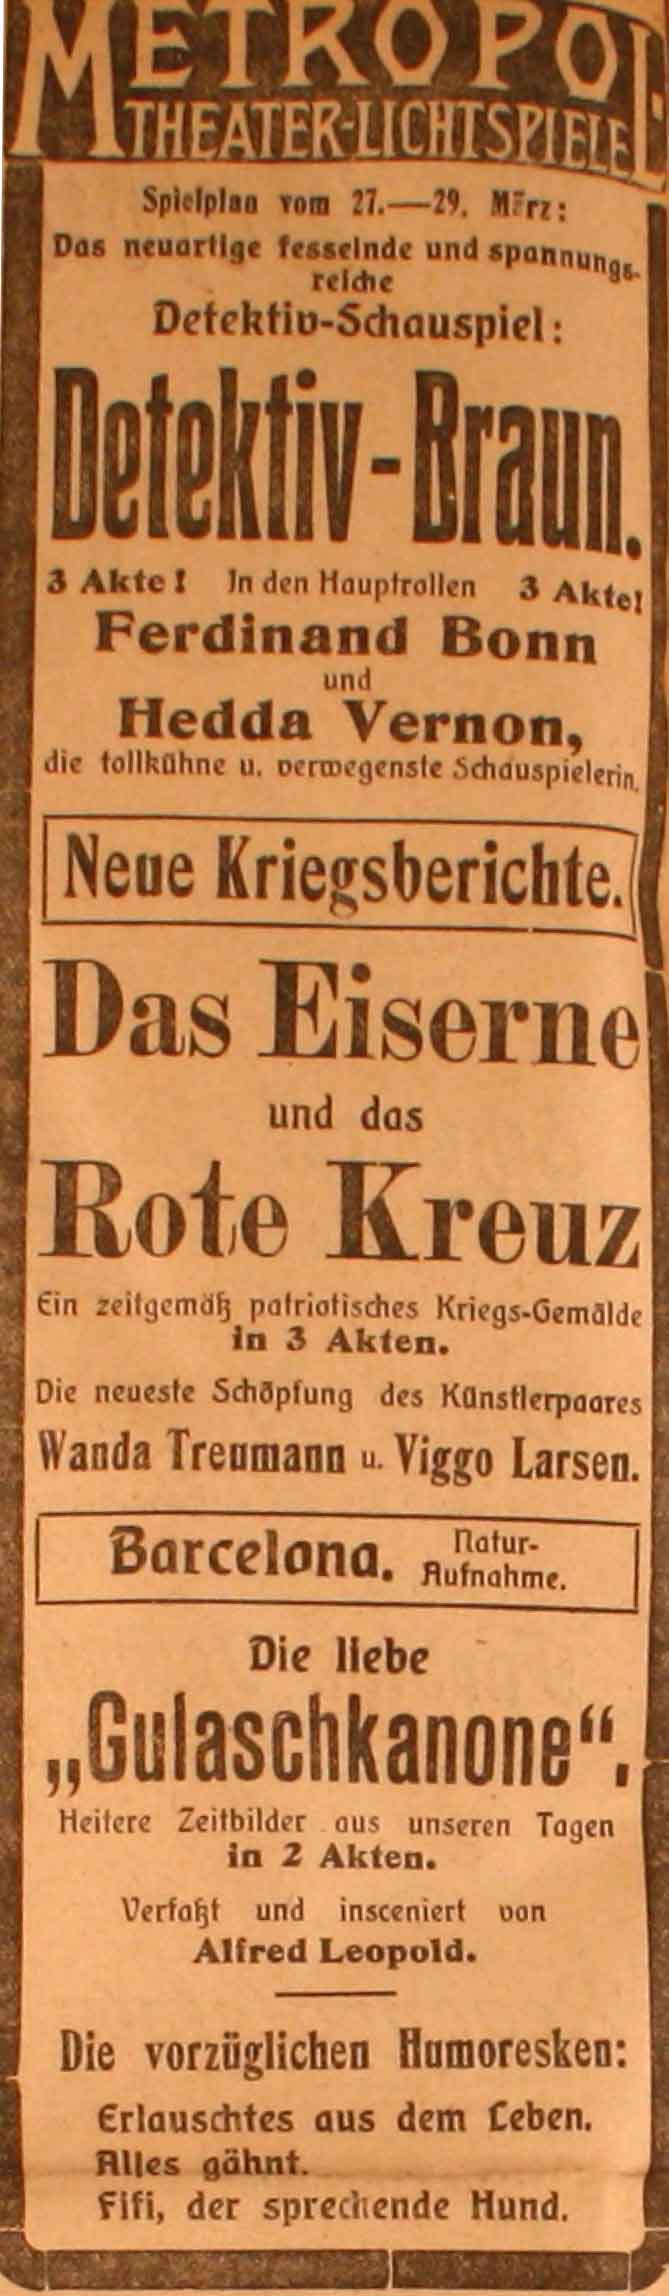 METROPOL
THEATER-LICHTSPIELE
Spielplan vom 27.—29. März:
Das neuartige fesselnde und spannungs-
reiche
Detektiv-Schauspiel:
Detektiv-Braun.
3 Akte! In den Hauptrollen 3 Akte!
Ferdinand Bonn
und
Hedda Vernon,
die tollkühne u. verwegenste Schauspielerin.
Neue Kriegsberichte.
Das Eiserne
und das
Rote Kreuz
Ein zeitgemäß patriotisches Kriegs-Gemälde
in 3 Akten.
Die neueste Schöpfung des Künstlerpaares
Wanda Treumann u. Viggo Larsen.
Barcelona. Natur-
Aufnahme.
Die liebe
„Gulaschkanone“.
Heitere Zeitbilder aus unseren Tagen
in 2 Akten.
Verfaßt und insceniert von
Alfred Leopold.
Die vorzüglichen Humoresken:
Erlauschtes aus dem Leben.
Alles gähnt.
Fifi, der sprechende Hund.